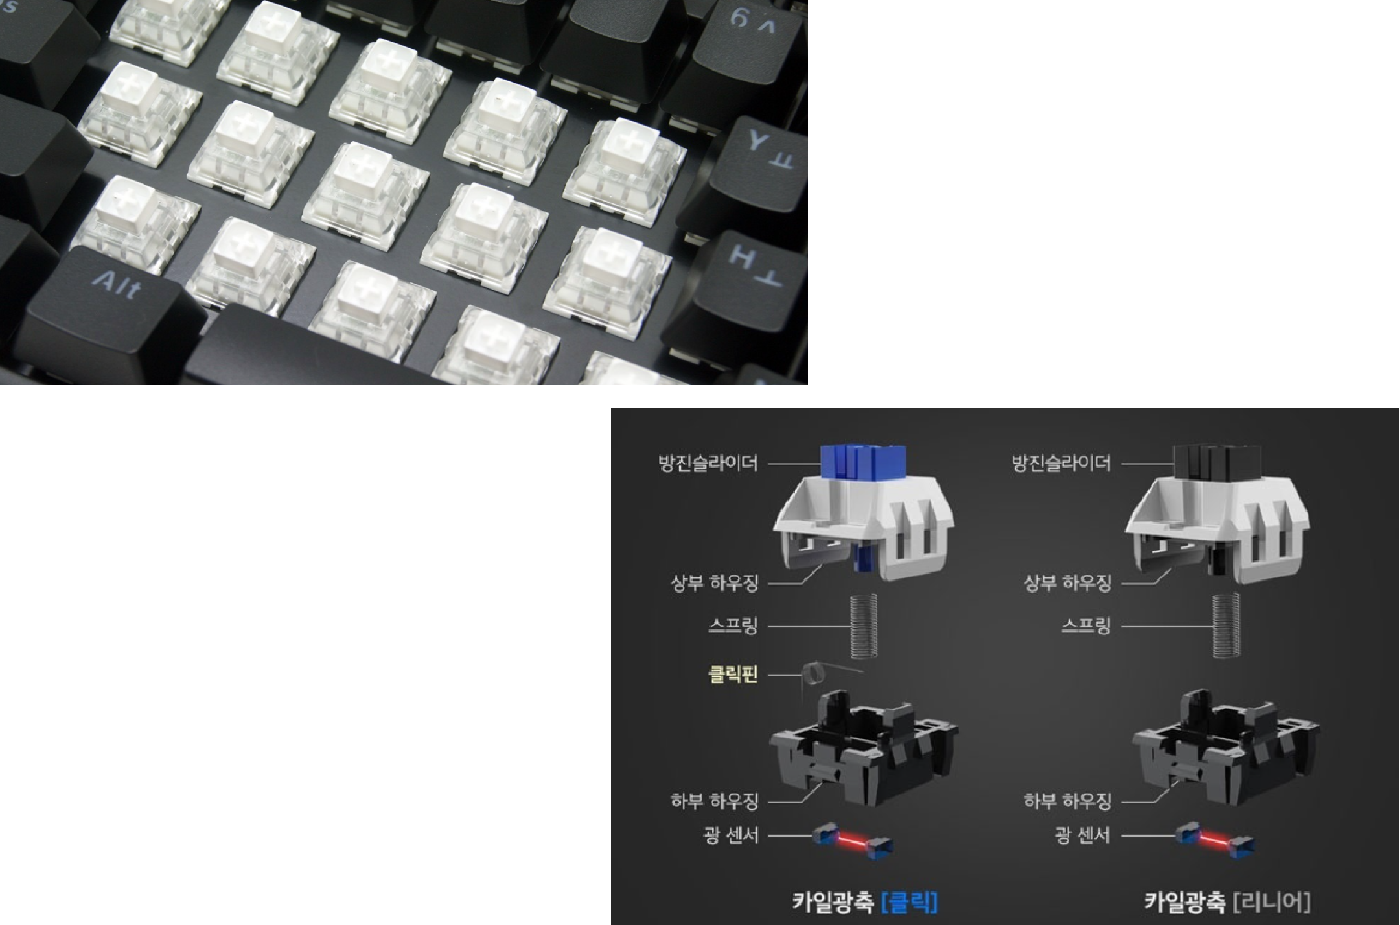 Alt
V ㅍ
Y ㅛ
H ㅗ
방진슬라이더
상부 하우징
스프링
클릭핀
하부 하우징
광 센서
카일광축 [클릭]
방진슬라이더
상부 하우징
스프링
하부 하우징
광 센서
카일광축 [리니어]